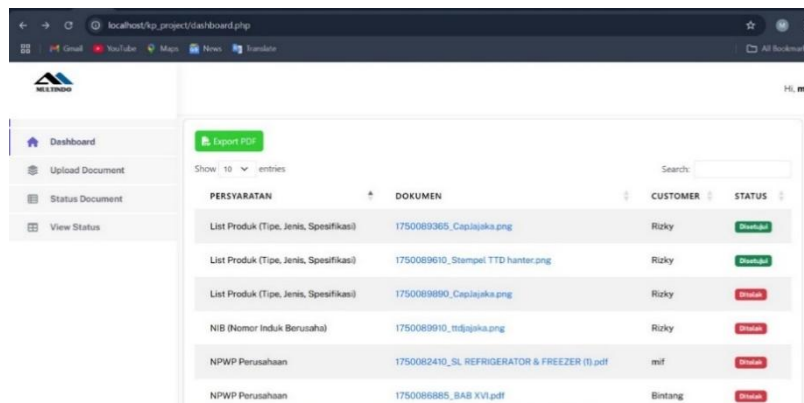 localhost/kp_project/dashboard.php
Gmail YouTube Maps News Translate All Bookmar
MULTINDO
Hi, m
Dashboard
Upload Document
Status Document
View Status
Export PDF
Show 10 entries Search:
PERSYARATAN DOKUMEN CUSTOMER STATUS
List Produk (Tipe, Jenis, Spesifikasi) 1750089365_Capjajaka.png Rizky Disetujui
List Produk (Tipe, Jenis, Spesifikasi) 1750089610_Stempel TTD hanter.png Rizky Disetujui
List Produk (Tipe, Jenis, Spesifikasi) 1750089890_Capjajaka.png Rizky Ditolak
NIB (Nomor Induk Berusaha) 1750089910_ttdjajaka.png Rizky Ditolak
NPWP Perusahaan 1750082410_SL REFRIGERATOR & FREEZER (1).pdf mif Ditolak
NPWP Perusahaan 1750086885_BAB XVI.pdf Bintang Ditolak